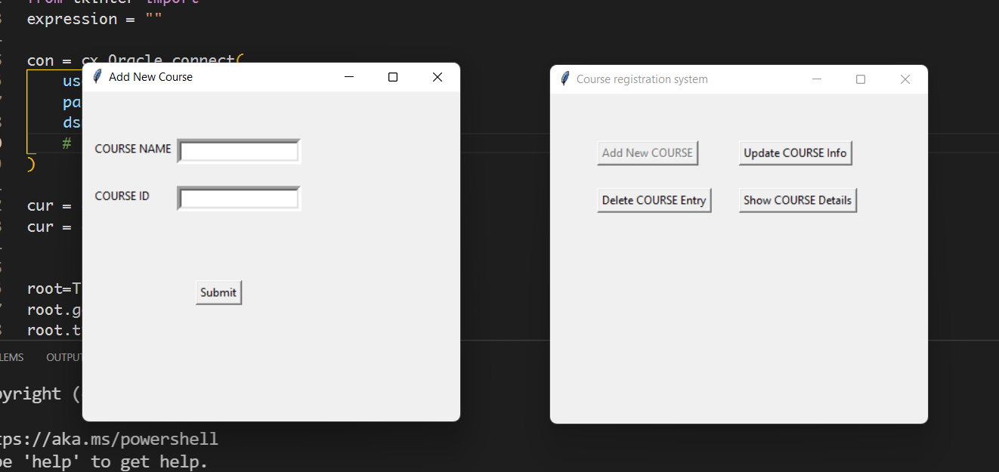 from tkinter import *
expression = ""
con = cx_Oracle.connect(
us
pa
ds
#
)
cur =
cur =
root=T
root.g
root.t
Add New Course
COURSE NAME
COURSE ID
Submit
Course registration system
Add New COURSE
Update COURSE Info
Delete COURSE Entry
Show COURSE Details
LEMS OUTPUT
pyright (
tps://aka.ms/powershell
pe 'help' to get help.